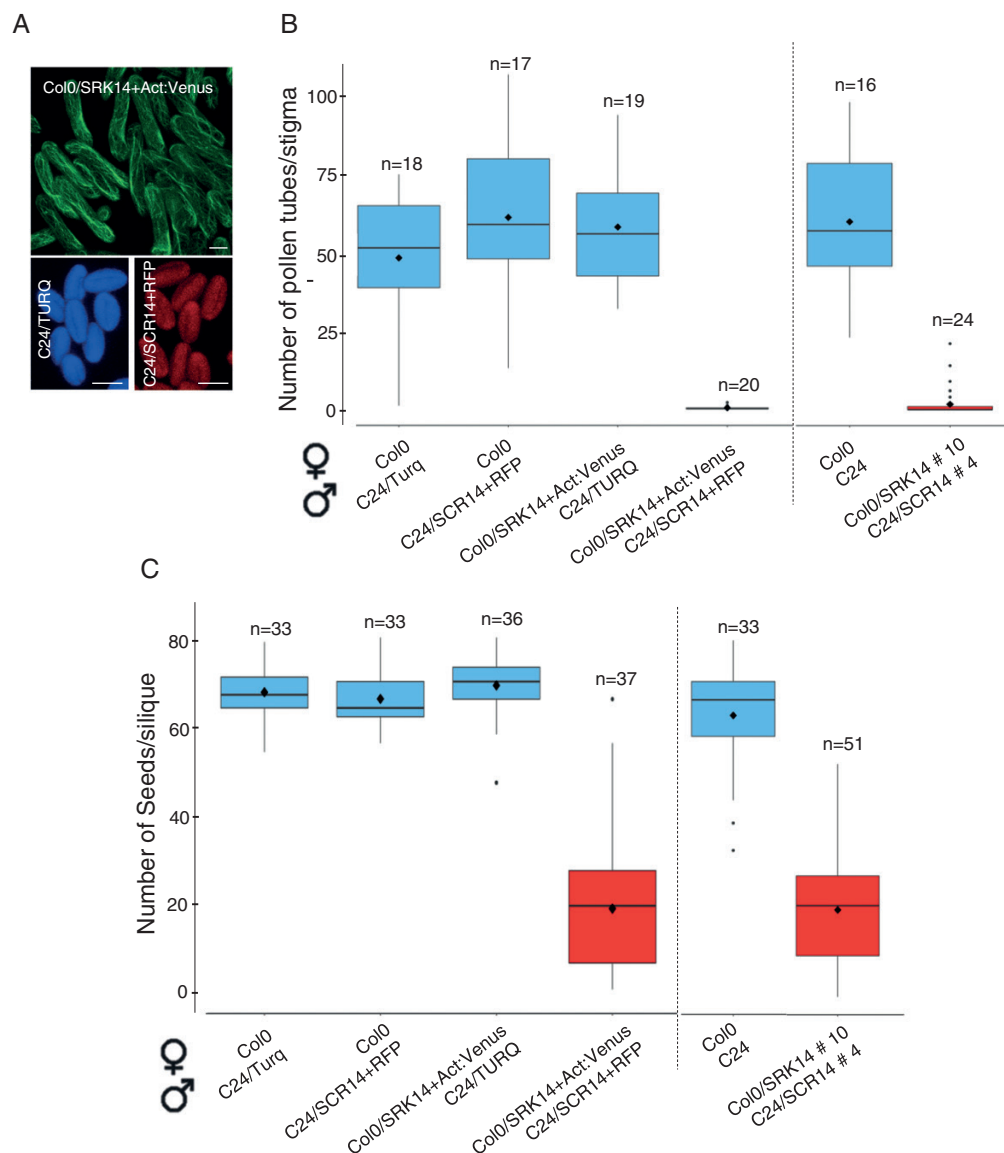 A
Col0/SRK14+Act:Venus
C24/TURQ
C24/SCR14+RFP
B
Number of pollen tubes/stigma
100
75
50
25
0
n=18
n=17
n=19
n=20
n=16
n=24
♀
♂
Col0
C24/Turq
Col0
C24/SCR14+RFP
Col0/SRK14+Act:Venus
C24/TURQ
Col0/SRK14+Act:Venus
C24/SCR14+RFP
Col0
C24
Col0/SRK14 # 10
C24/SCR14 # 4
C
Number of Seeds/silique
80
60
40
20
0
n=33
n=33
n=36
n=37
n=33
n=51
♀
♂
Col0
C24/Turq
Col0
C24/SCR14+RFP
Col0/SRK14+Act:Venus
C24/TURQ
Col0/SRK14+Act:Venus
C24/SCR14+RFP
Col0
C24
Col0/SRK14 # 10
C24/SCR14 # 4